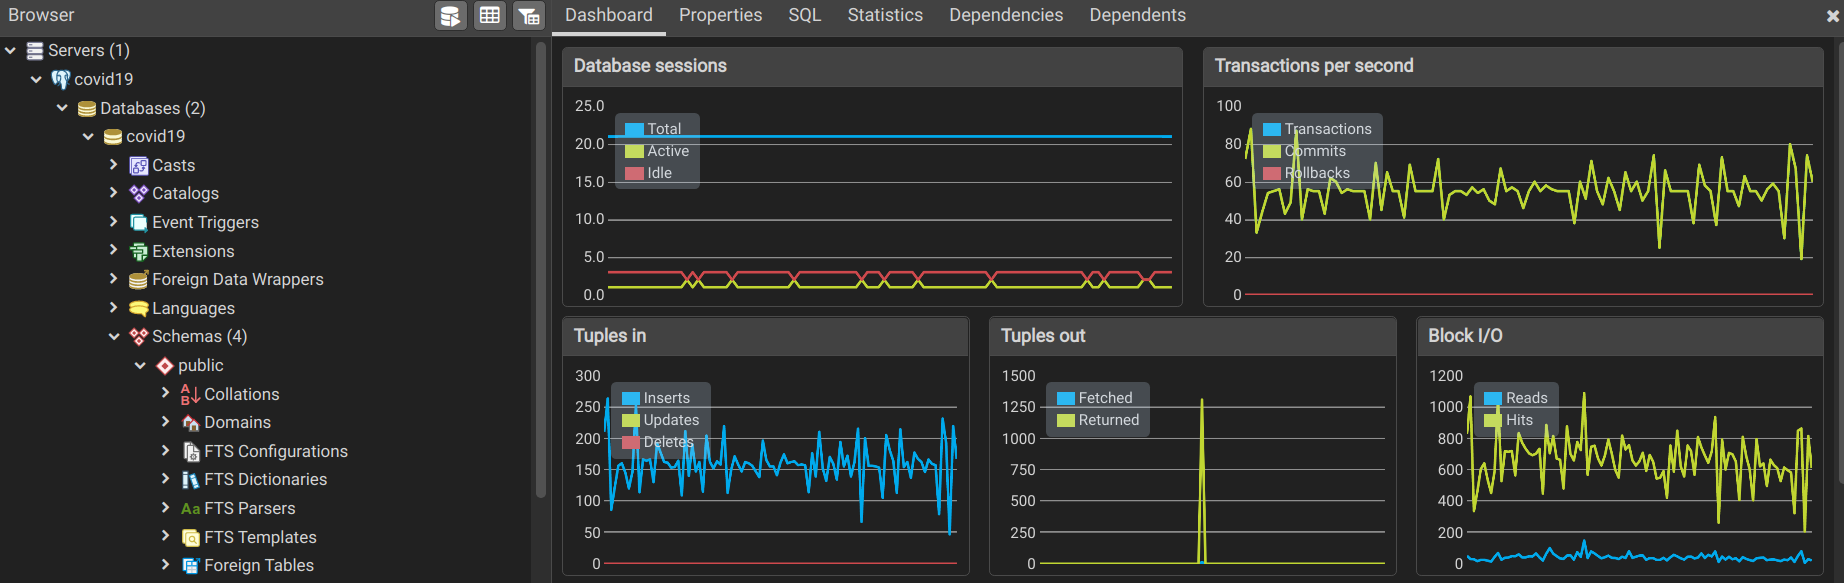 Browser
Servers (1)
covid19
Databases (2)
covid19
Casts
Catalogs
Event Triggers
Extensions
Foreign Data Wrappers
Languages
Schemas (4)
public
Collations
Domains
FTS Configurations
FTS Dictionaries
Aa FTS Parsers
FTS Templates
Foreign Tables
Dashboard Properties SQL Statistics Dependencies Dependents
Database sessions
25.0
20.0
15.0
10.0
5.0
0.0
Total
Active
Idle
Transactions per second
100
80
60
40
20
0
Transactions
Commits
Rollbacks
Tuples in
300
250
200
150
100
50
0
Inserts
Updates
Deletes
Tuples out
1500
1250
1000
750
500
250
0
Fetched
Returned
Block I/O
1200
1000
800
600
400
200
0
Reads
Hits